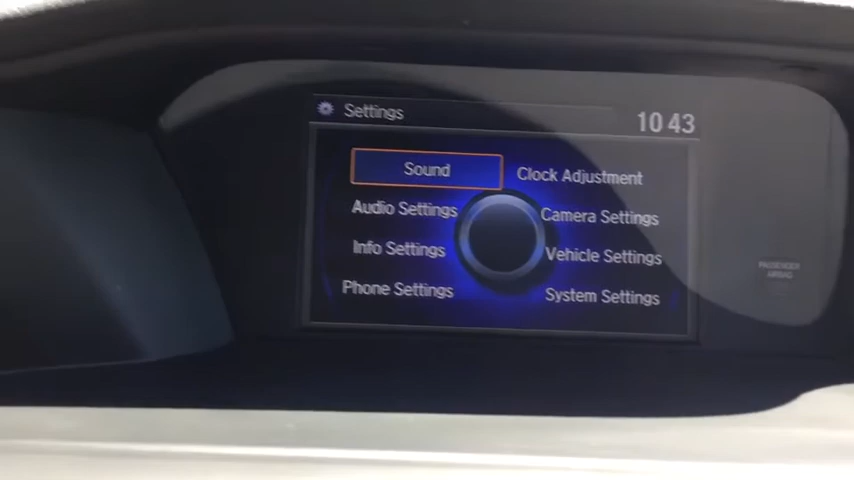 Settings
10 43
Sound
Clock Adjustment
Audio Settings
Camera Settings
Info Settings
Vehicle Settings
Phone Settings
System Settings
PASSENGER
AIRBAG